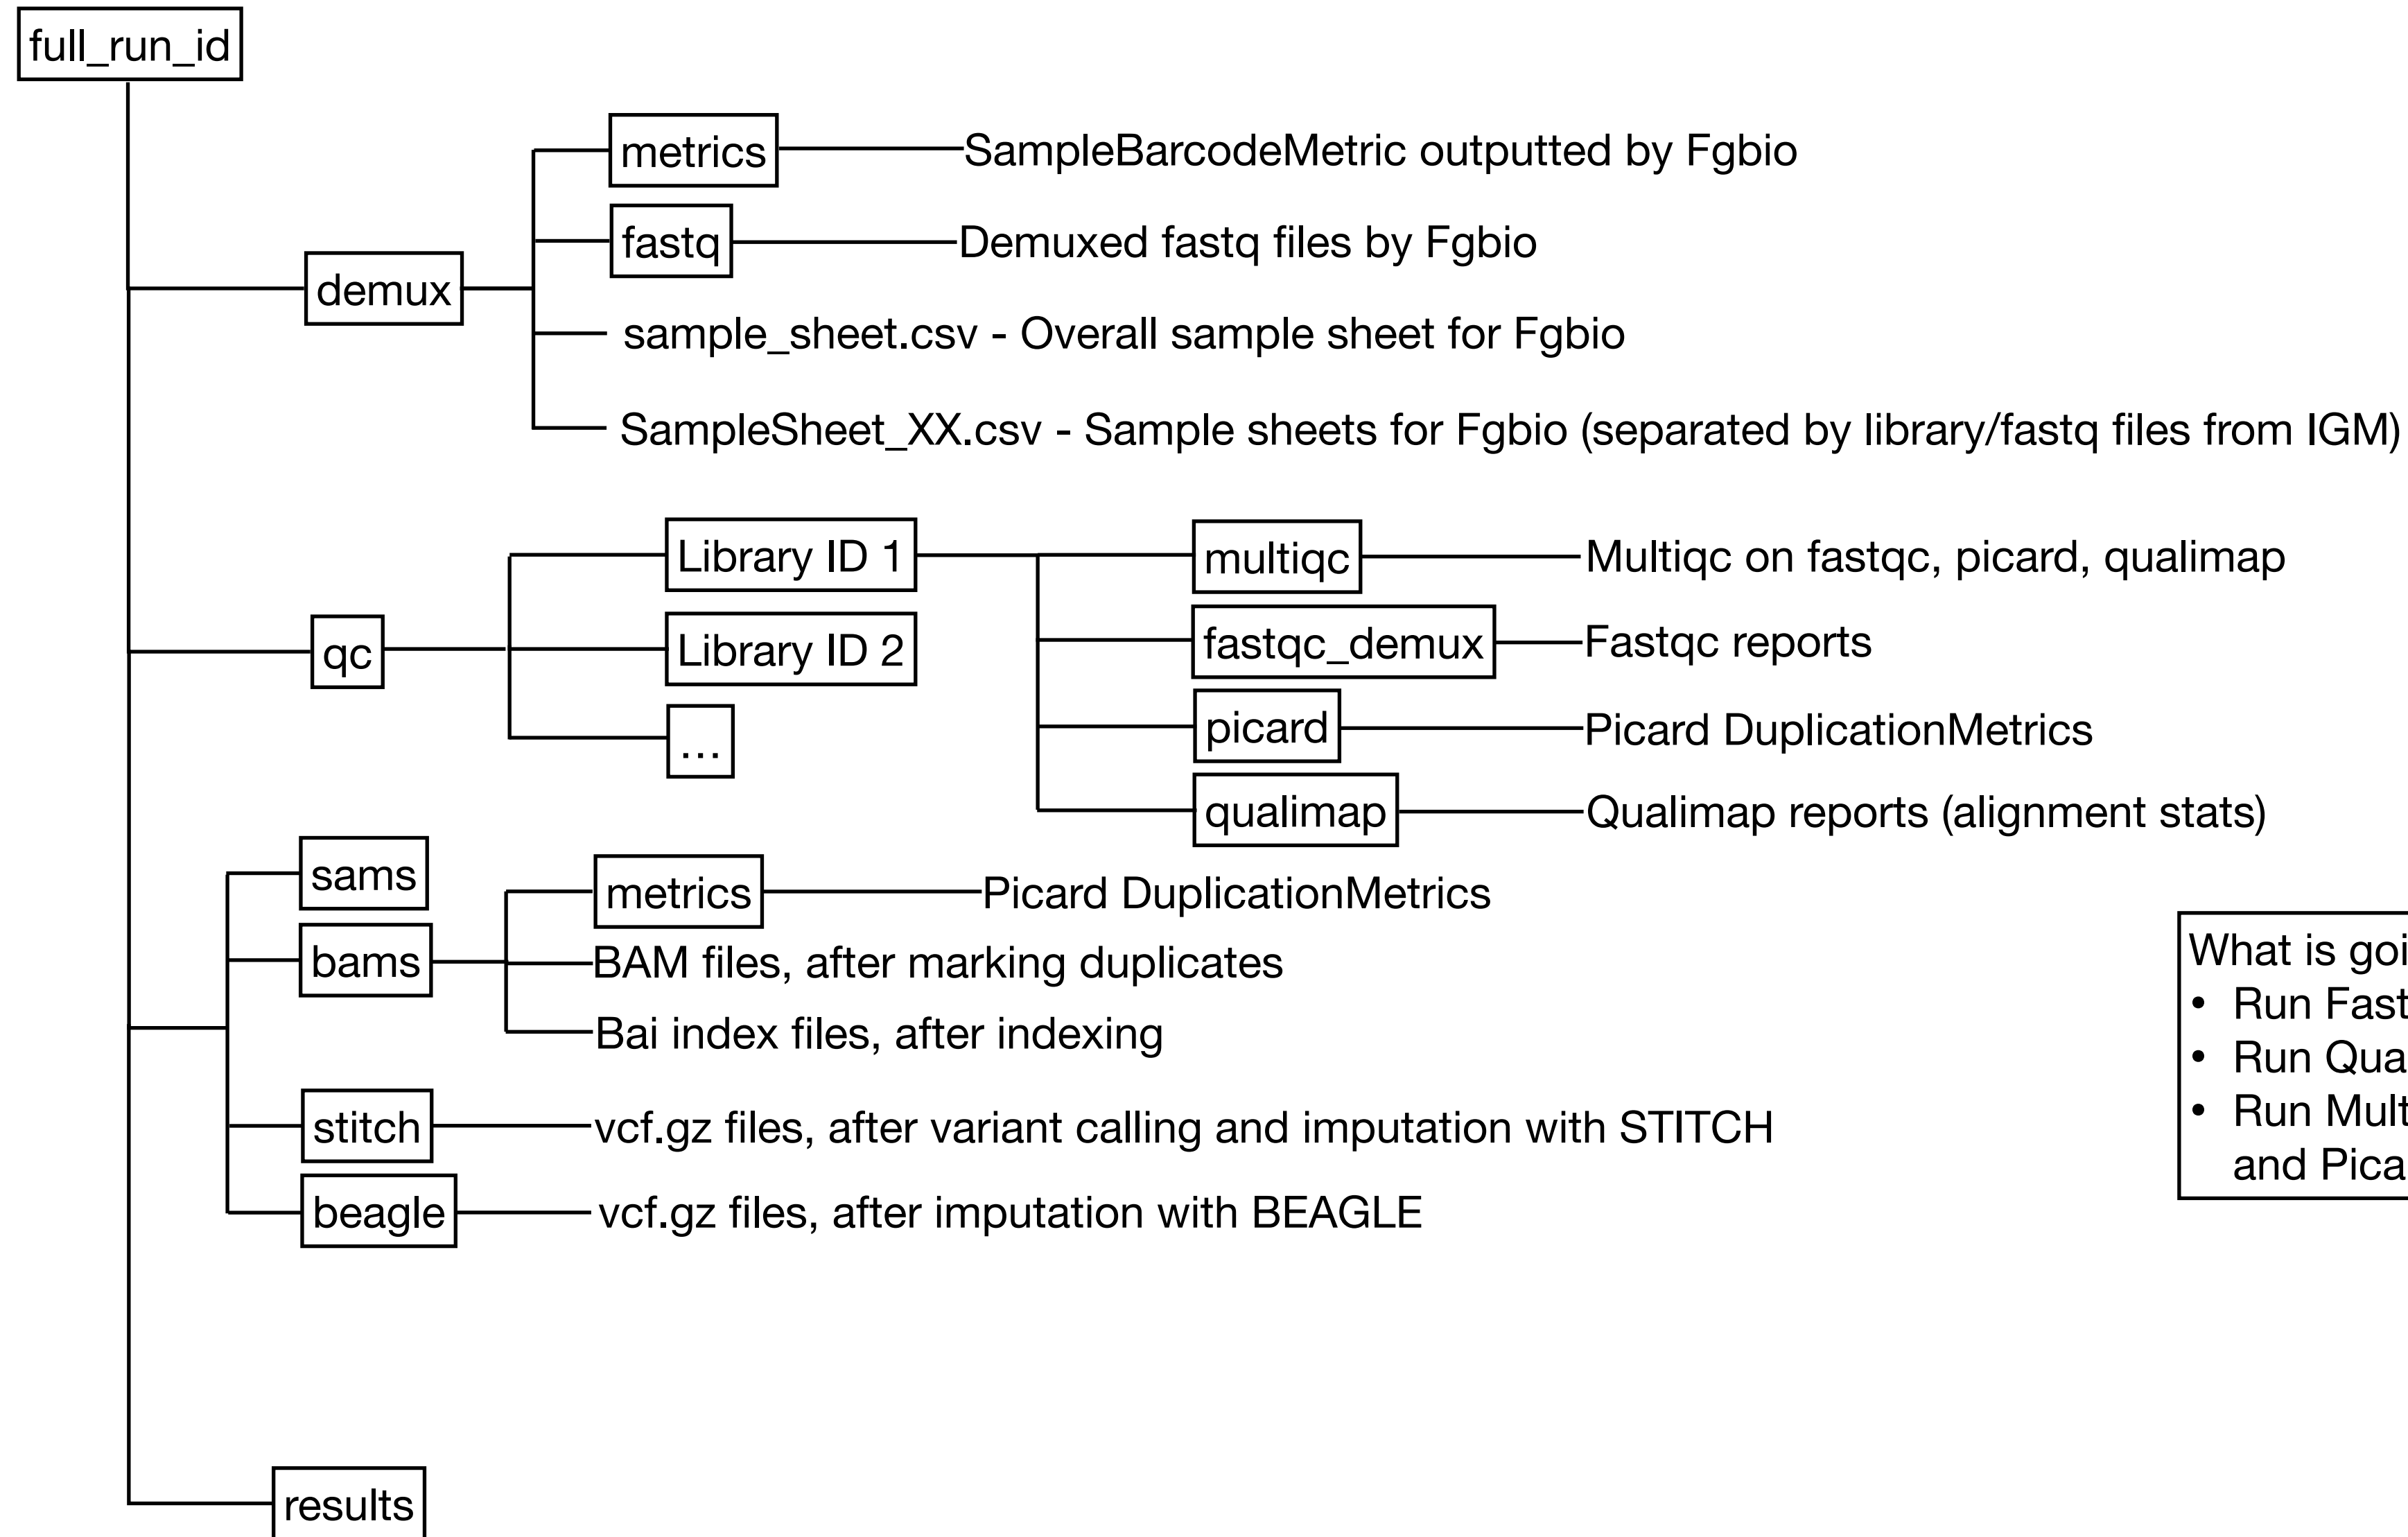 full_run_id
metrics
SampleBarcodeMetric outputted by Fgbio
fastq
Demuxed fastq files by Fgbio
demux
sample_sheet.csv - Overall sample sheet for Fgbio
SampleSheet_XX.csv - Sample sheets for Fgbio (separated by library/fastq files from IGM)
Library ID 1
multiqc
Multiqc on fastqc, picard, qualimap
qc
Library ID 2
fastqc_demux
Fastqc reports
...
picard
Picard DuplicationMetrics
qualimap
Qualimap reports (alignment stats)
sams
metrics
Picard DuplicationMetrics
bams
BAM files, after marking duplicates
Bai index files, after indexing
stitch
vcf.gz files, after variant calling and imputation with STITCH
beagle
vcf.gz files, after imputation with BEAGLE
What is
• Run
• Run
• Run
and
results